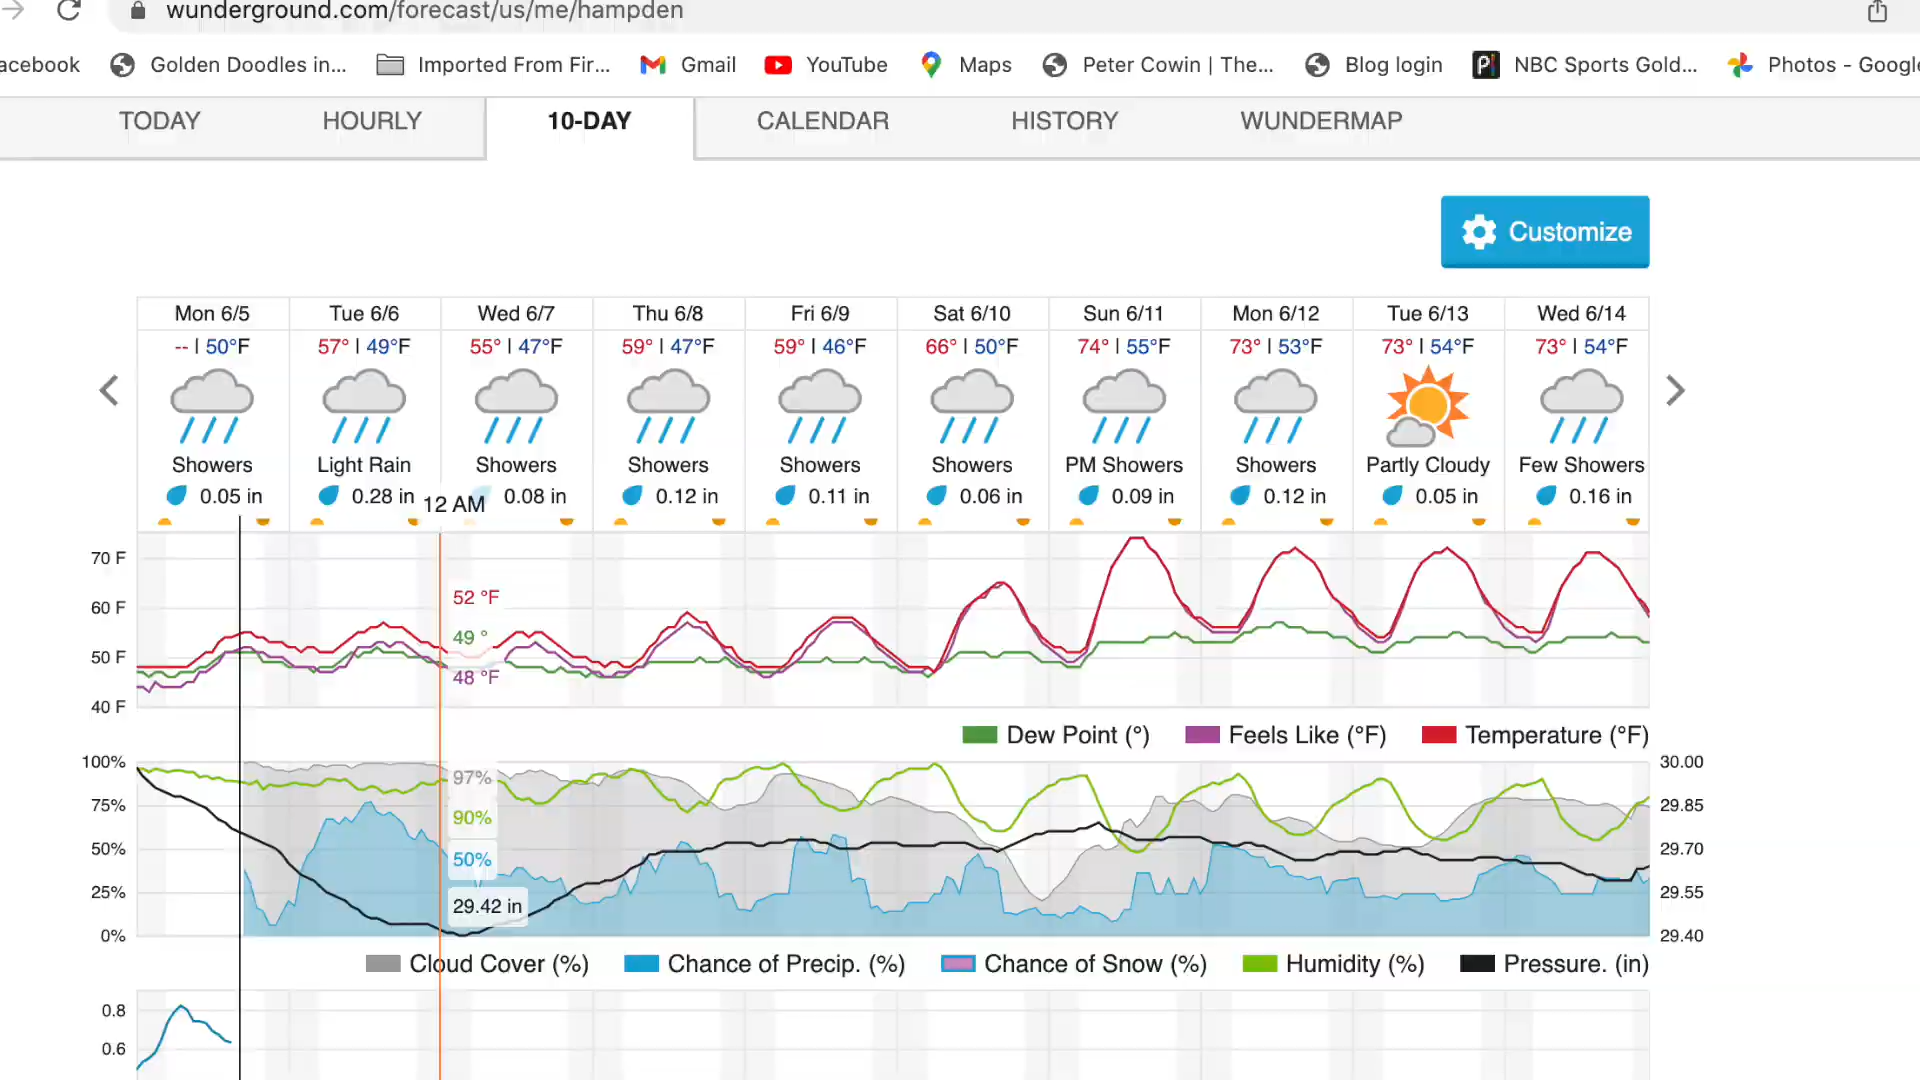 wunderground.com/forecast/us/me/hampden
acebook Golden Doodles in... Imported From Fir... Gmail YouTube Maps Peter Cowin | The... Blog login NBC Sports Gold... Photos - Google
TODAY HOURLY 10-DAY CALENDAR HISTORY WUNDERMAP
Customize
Mon 6/5 Tue 6/6 Wed 6/7 Thu 6/8 Fri 6/9 Sat 6/10 Sun 6/11 Mon 6/12 Tue 6/13 Wed 6/14
-- | 50°F 57° | 49°F 55° | 47°F 59° | 47°F 59° | 46°F 66° | 50°F 74° | 55°F 73° | 53°F 73° | 54°F 73° | 54°F
Showers Light Rain Showers Showers Showers Showers PM Showers Showers Partly Cloudy Few Showers
0.05 in 0.28 in 0.08 in 0.12 in 0.11 in 0.06 in 0.09 in 0.12 in 0.05 in 0.16 in
12 AM
70 F
52 °F
60 F
49 °
50 F
48 °F
40 F
Dew Point (°) Feels Like (°F) Temperature (°F)
100% 30.00
97%
75% 29.85
90%
50% 29.70
50%
25% 29.55
29.42 in
0% 29.40
Cloud Cover (%) Chance of Precip. (%) Chance of Snow (%) Humidity (%) Pressure. (in)
0.8
0.6